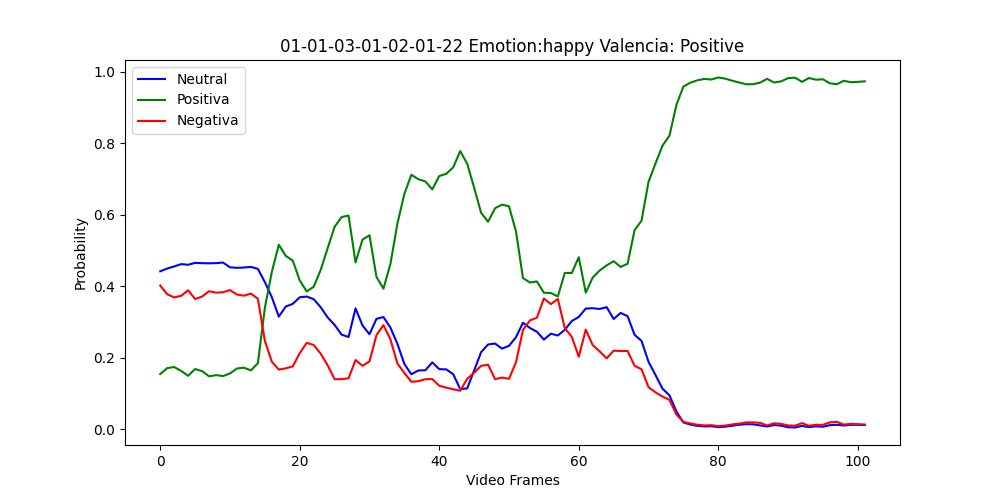 01-01-03-01-02-01-22 Emotion:happy Valencia: Positive
Neutral
Positiva
Negativa
Probability
1.0
0.8
0.6
0.4
0.2
0.0
0 20 40 60 80 100
Video Frames